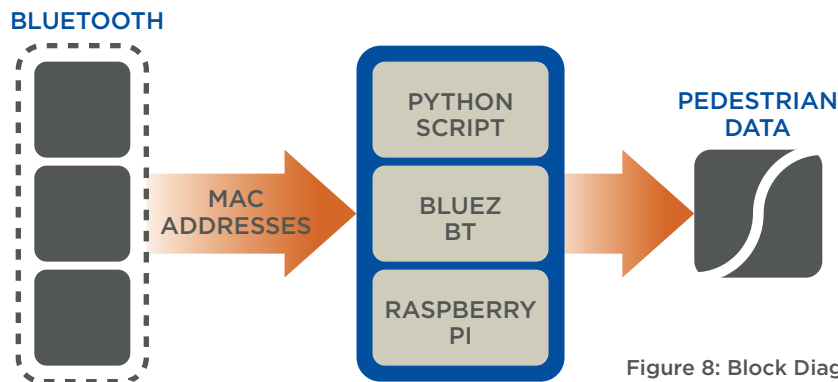 BLUETOOTH
MAC
ADDRESSES
PYTHON
SCRIPT
BLUEZ
BT
RASPBERRY
PI
PEDESTRIAN
DATA
Figure 8: Block Diag